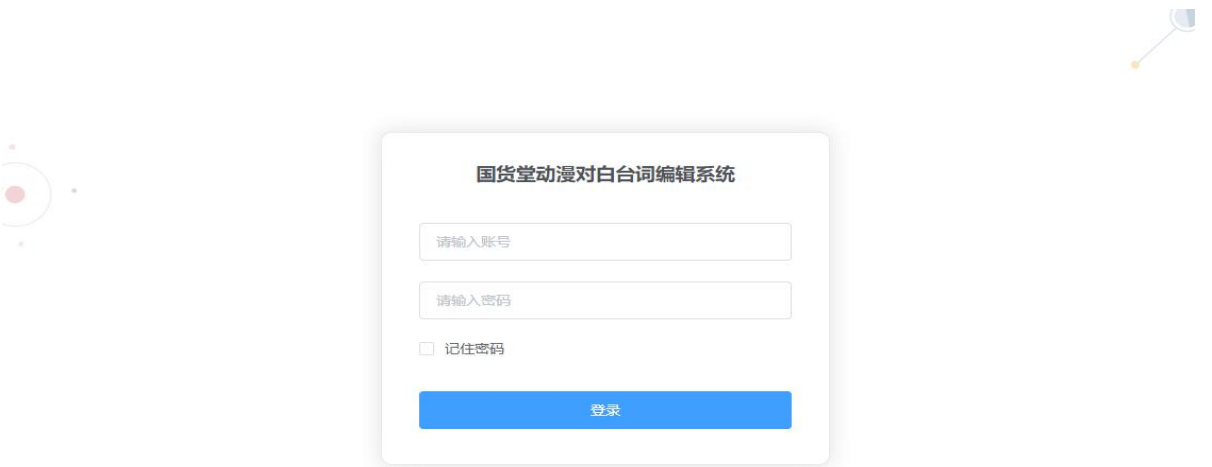 国货堂动漫对白台词编辑系统
请输入账号
请输入密码
记住密码
登录